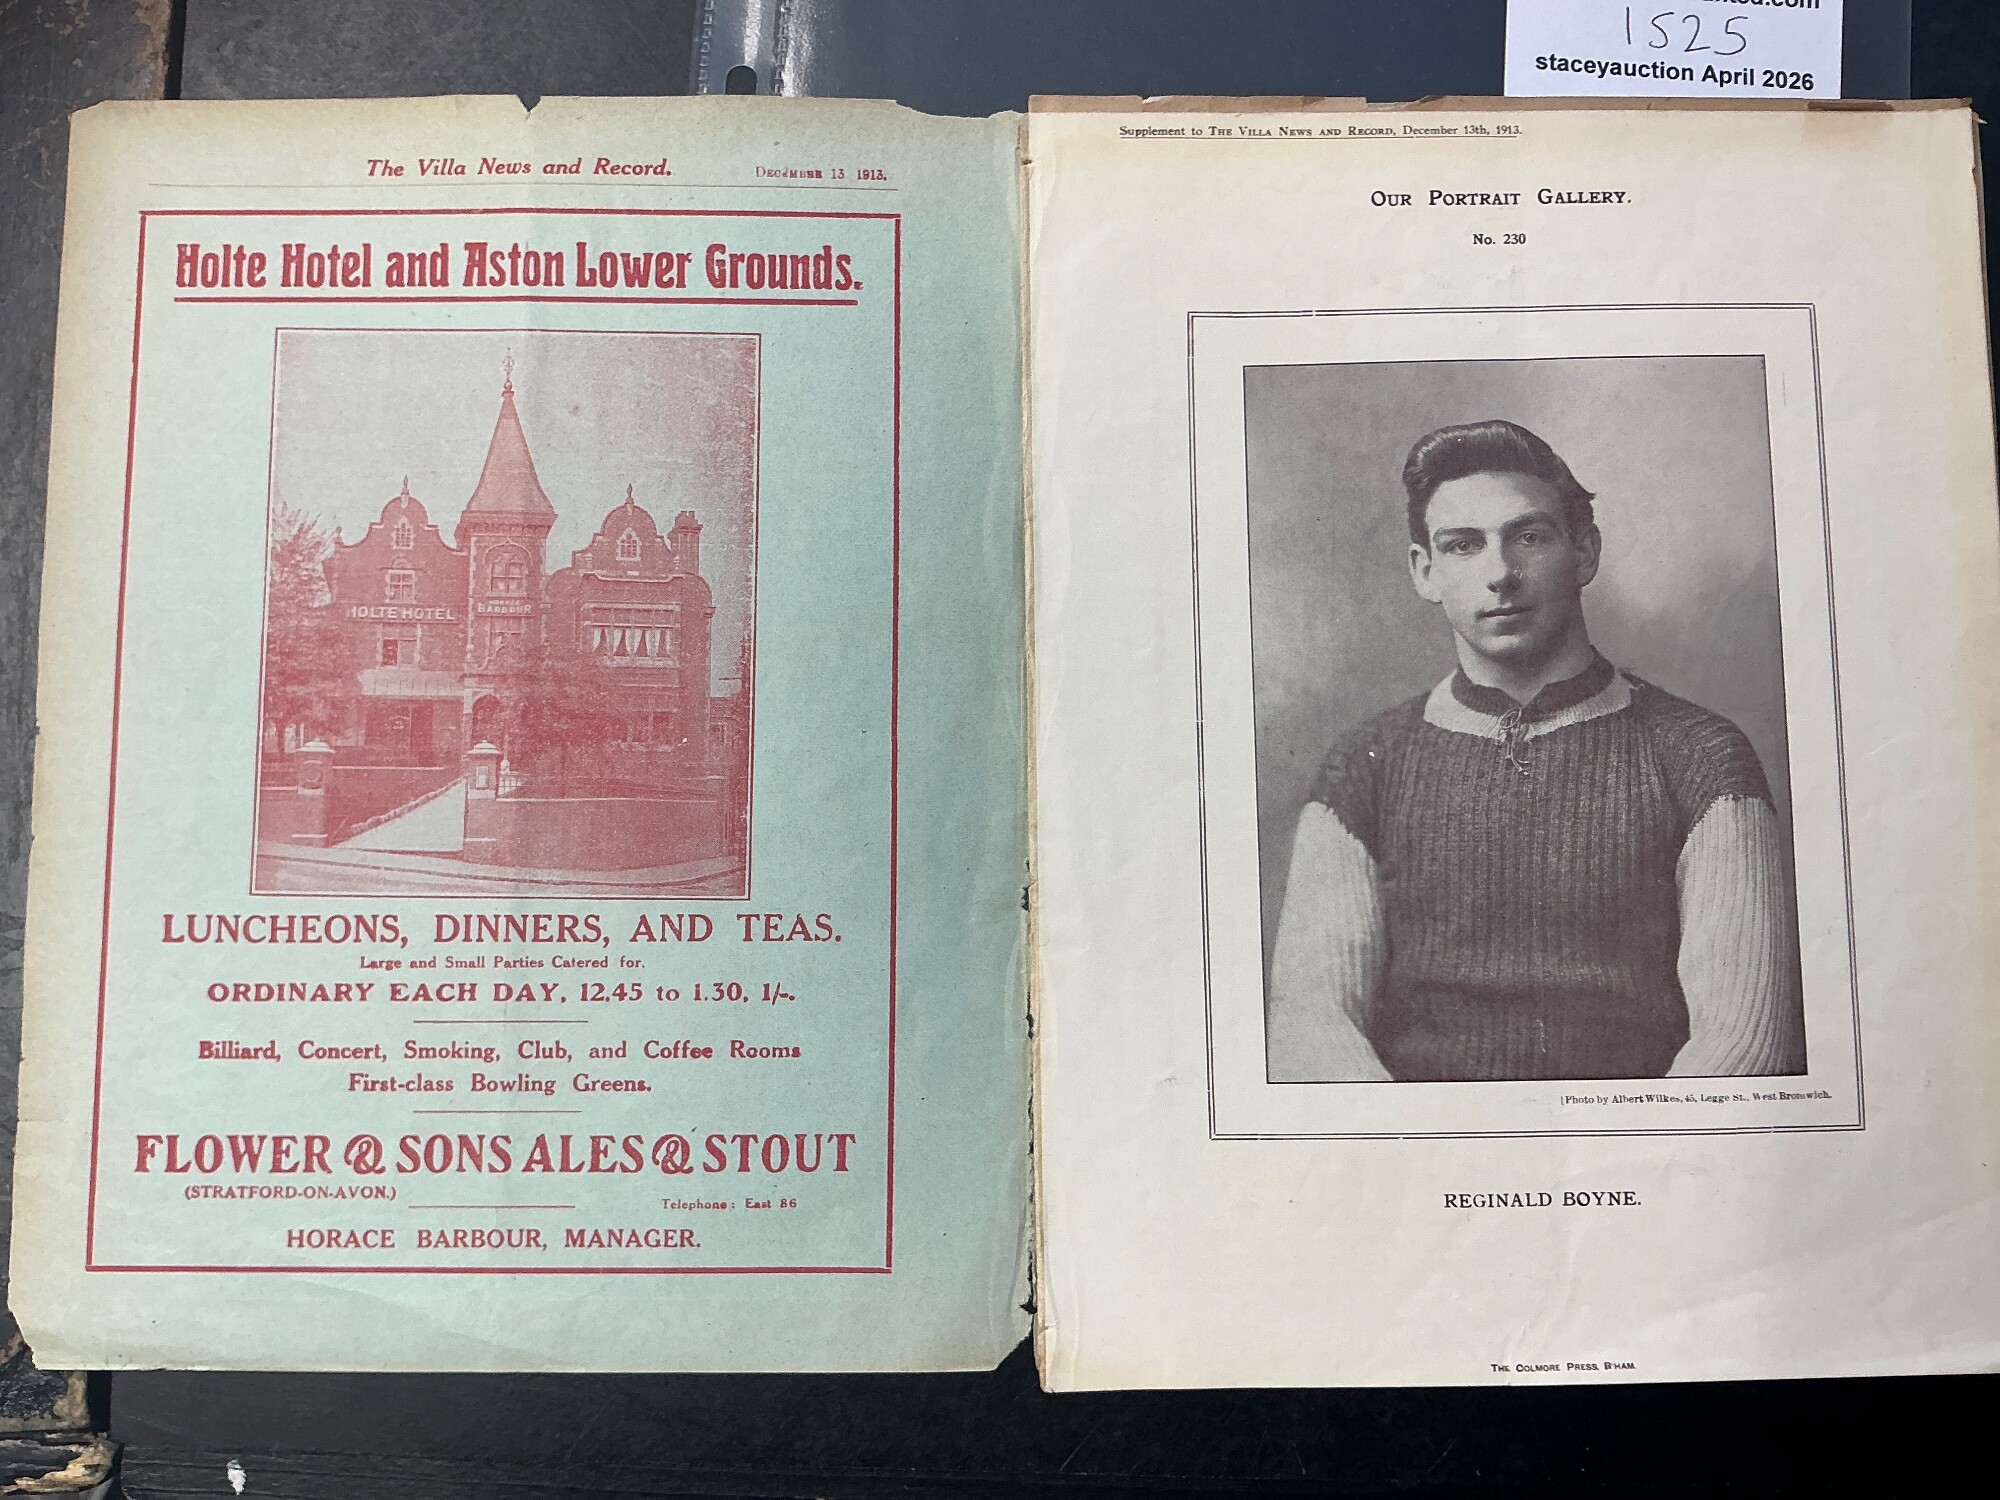 1525
staceyauction April 2026
The Villa News and Record.
DECEMBER 13 1913.
Holte Hotel and Aston Lower Grounds.
HOLTE HOTEL
BARBOUR
LUNCHEONS, DINNERS, AND TEAS.
Large and Small Parties Catered for.
ORDINARY EACH DAY, 12.45 to 1.30, 1/-.
Billiard, Concert, Smoking, Club, and Coffee Rooms
First-class Bowling Greens.
FLOWER & SONS ALES & STOUT
(STRATFORD-ON-AVON.)
Telephone: East 86
HORACE BARBOUR, MANAGER.
Supplement to THE VILLA NEWS AND RECORD, December 13th, 1913.
OUR PORTRAIT GALLERY.
No. 230
[Photo by Albert Wilkes, 45, Legge St., West Bromwich.
REGINALD BOYNE.
THE COLMORE PRESS, B'HAM